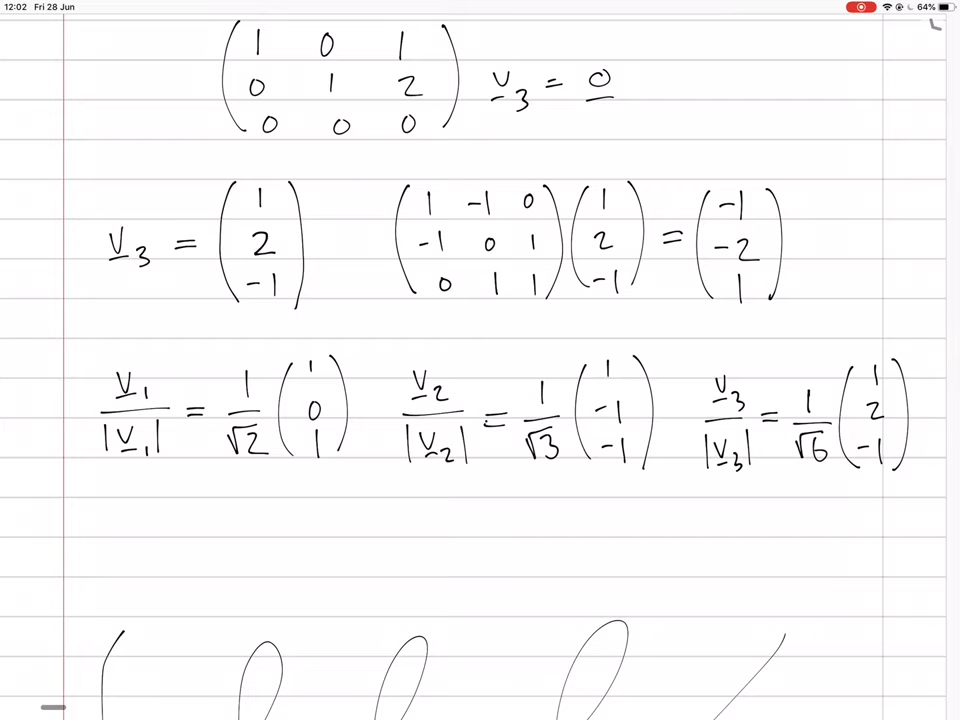 12:02 Fri 28 Jun 64%
1 0 1
0 1 2 v₃ = 0
0 0 0
1 1 -1 0 1 -1
v₃ = 2 -1 0 1 2 = -2
-1 0 1 1 -1 1
v₁ 1 1 v₂ 1 1 v₃ 1 1
= 0 = -1 = 2
|v₁| √2 1 |v₂| √3 -1 |v₃| √6 -1